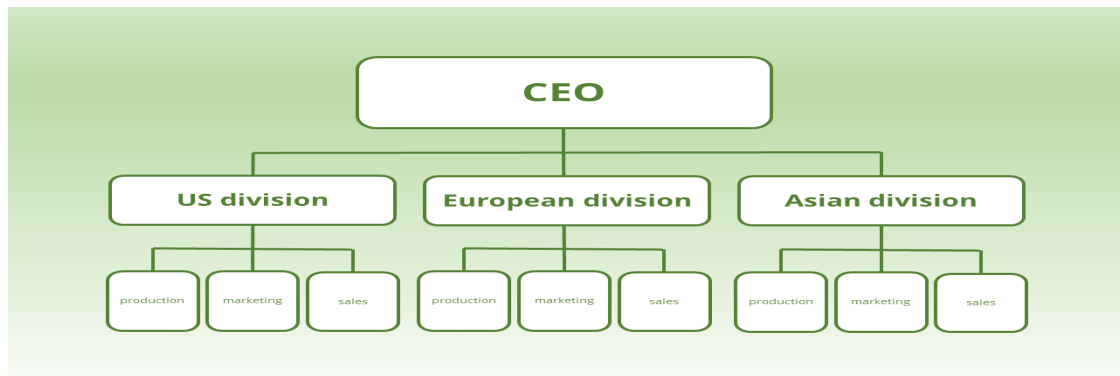 CEO
US division
European division
Asian division
production
marketing
sales
production
marketing
sales
production
marketing
sales